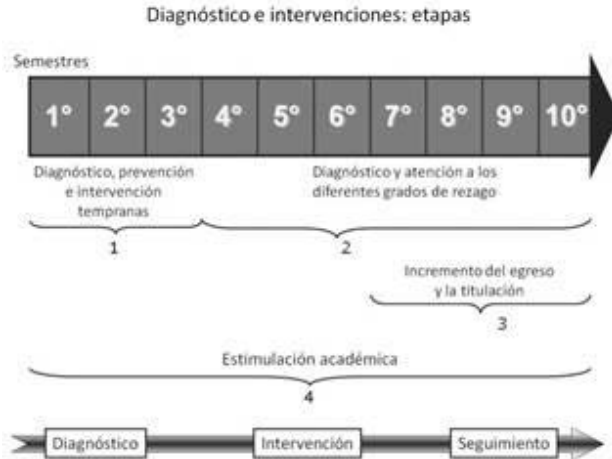 Diagnóstico e intervenciones: etapas
Semestres
1° 2° 3° 4° 5° 6° 7° 8° 9° 10°
Diagnóstico, prevención
e intervención
tempranas
1
Diagnóstico y atención a los
diferentes grados de rezago
2
Incremento del egreso
y la titulación
3
Estimulación académica
4
Diagnóstico Intervención Seguimiento